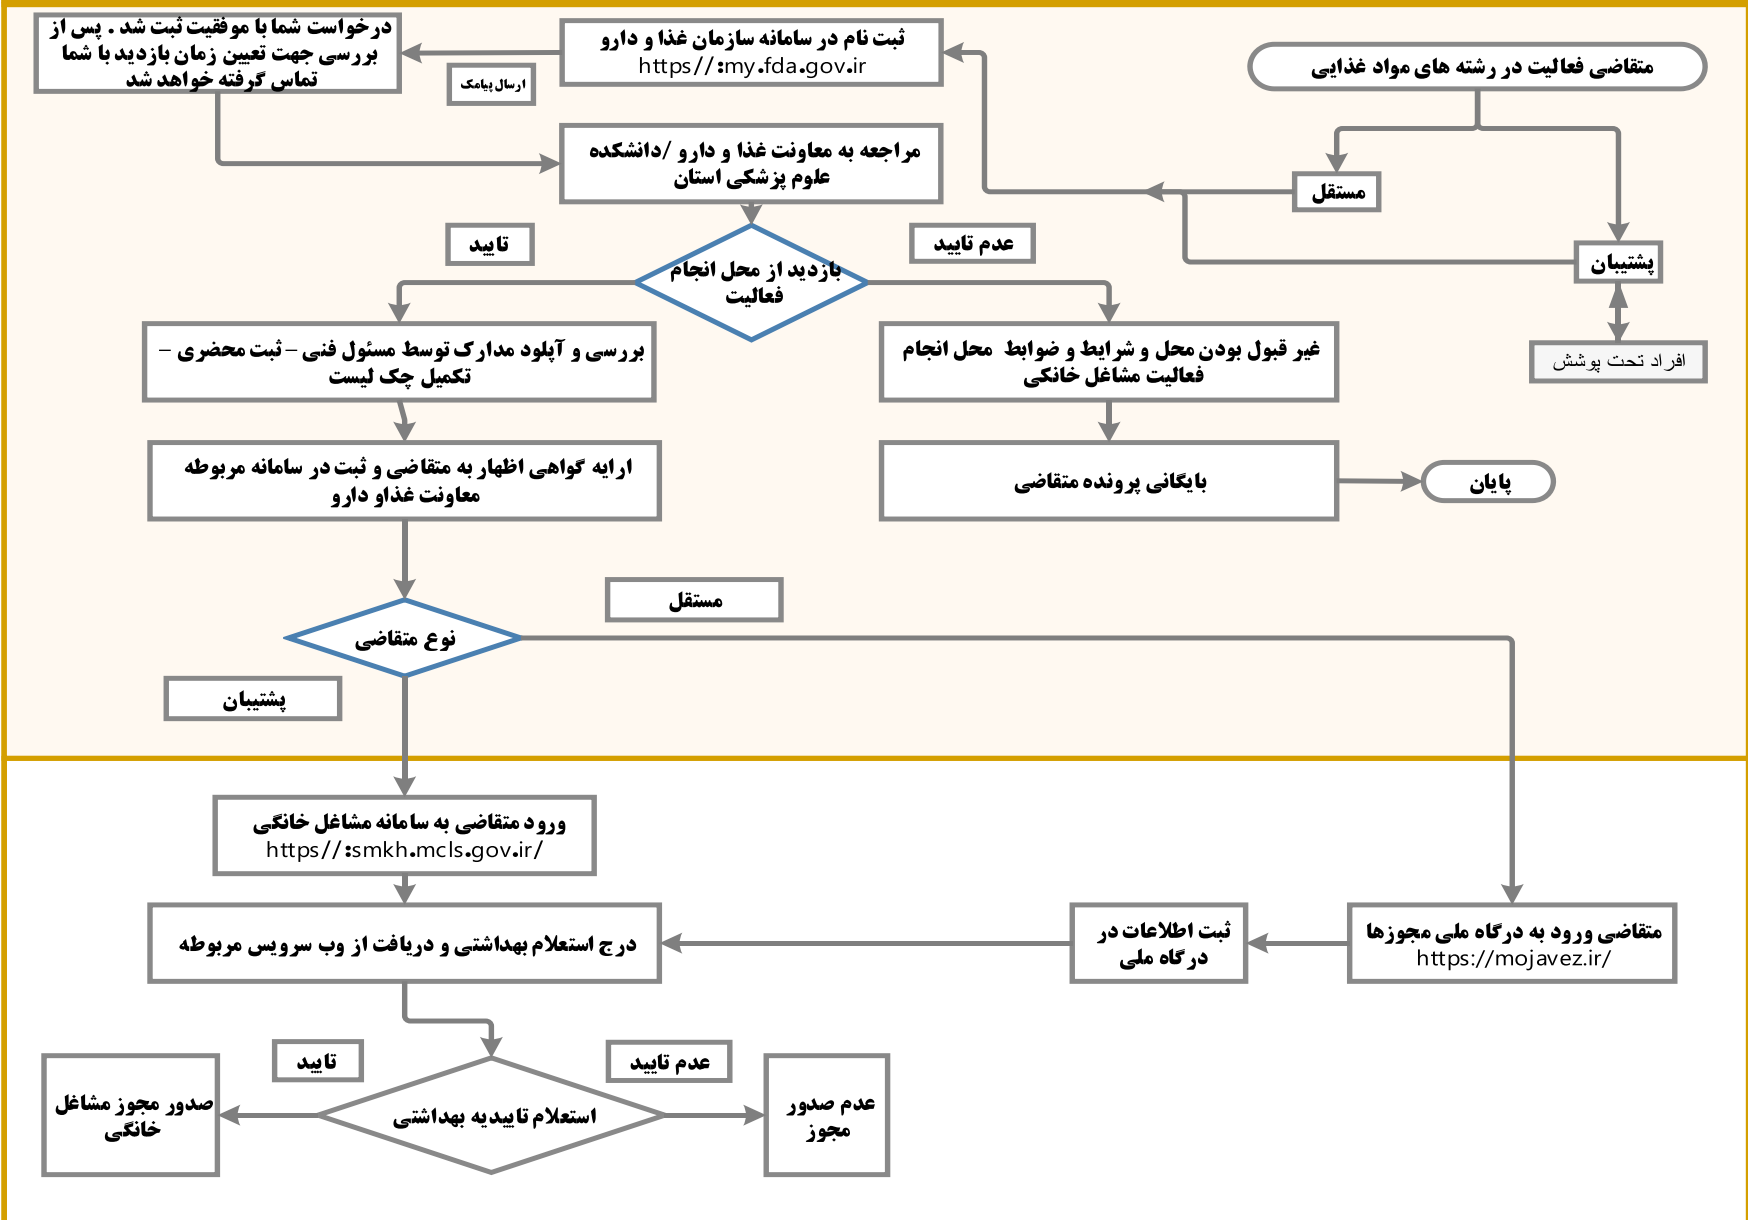 متقاضی فعالیت در رشته های مواد غذایی
مستقل
پشتیبان
افراد تحت پوشش
ثبت نام در سامانه سازمان غذا و دارو
https//:my.fda.gov.ir
ارسال پیامک
درخواست شما با موفقیت ثبت شد . پس از
بررسی جهت تعیین زمان بازدید با شما
تماس گرفته خواهد شد
مراجعه به معاونت غذا و دارو /دانشکده
علوم پزشکی استان
بازدید از محل انجام
فعالیت
عدم تایید
تایید
غیر قبول بودن محل و شرایط و ضوابط محل انجام
فعالیت مشاغل خانگی
بایگانی پرونده متقاضی
پایان
بررسی و آپلود مدارک توسط مسئول فنی – ثبت محضری –
تکمیل چک لیست
ارایه گواهی اظهار به متقاضی و ثبت در سامانه مربوطه
معاونت غذاو دارو
نوع متقاضی
مستقل
پشتیبان
ورود متقاضی به سامانه مشاغل خانگی
https//:smkh.mcls.gov.ir/
متقاضی ورود به درگاه ملی مجوزها
https://mojavez.ir/
ثبت اطلاعات در
درگاه ملی
درج استعلام بهداشتی و دریافت از وب سرویس مربوطه
استعلام تاییدیه بهداشتی
عدم تایید
تایید
عدم صدور
مجوز
صدور مجوز مشاغل
خانگی